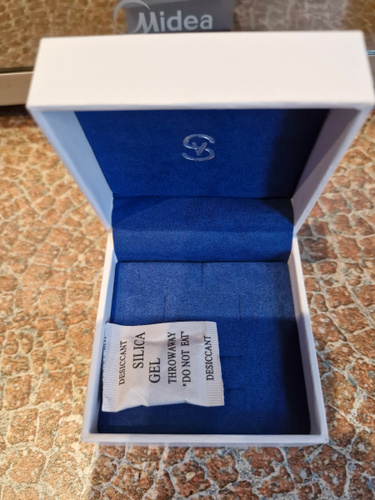 Midea
DESICCANT
SILICA
GEL
THROWAWAY
"DO NOT EAT"
DESICCANT